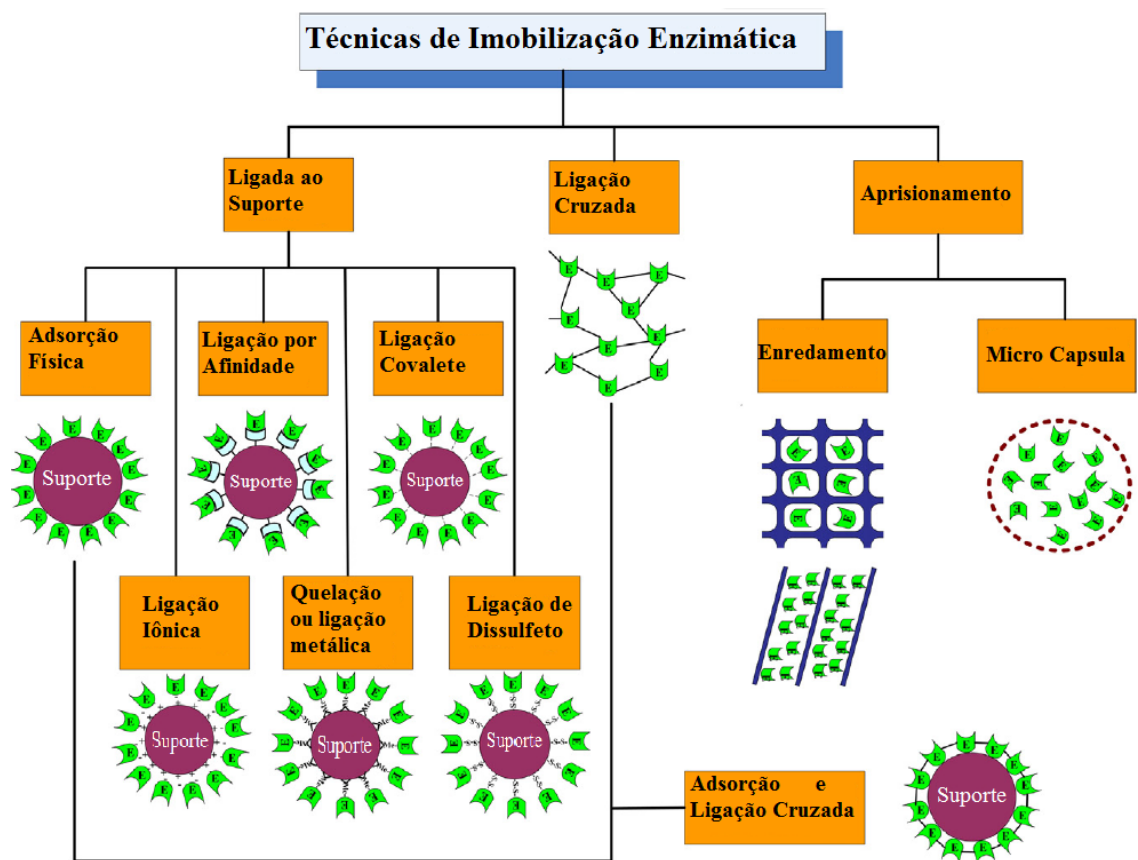 Técnicas de Imobilização Enzimática
Ligada ao
Suporte
Ligação
Cruzada
Aprisionamento
E E E
E
E E
E E
E E
Adsorção
Física
Ligação por
Afinidade
Ligação
Covalete
Enredamento
Micro Capsula
Suporte
Suporte
Suporte
Ligação
Iônica
Quelação
ou ligação
metálica
Ligação de
Dissulfeto
Suporte
Suporte
Suporte
Adsorção e
Ligação Cruzada
Suporte